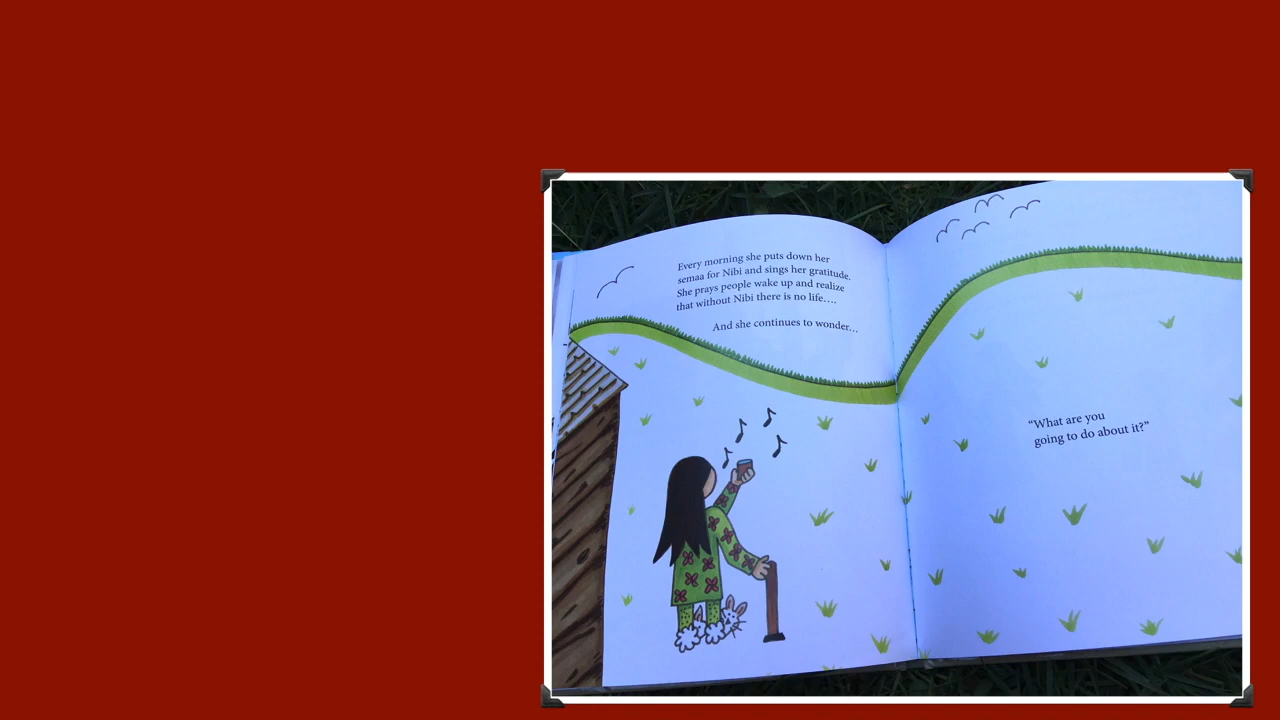 Every morning she puts down her
semaa for Nibi and sings her gratitude.
She prays people wake up and realize
that without Nibi there is no life….
And she continues to wonder…
“What are you
going to do about it?”